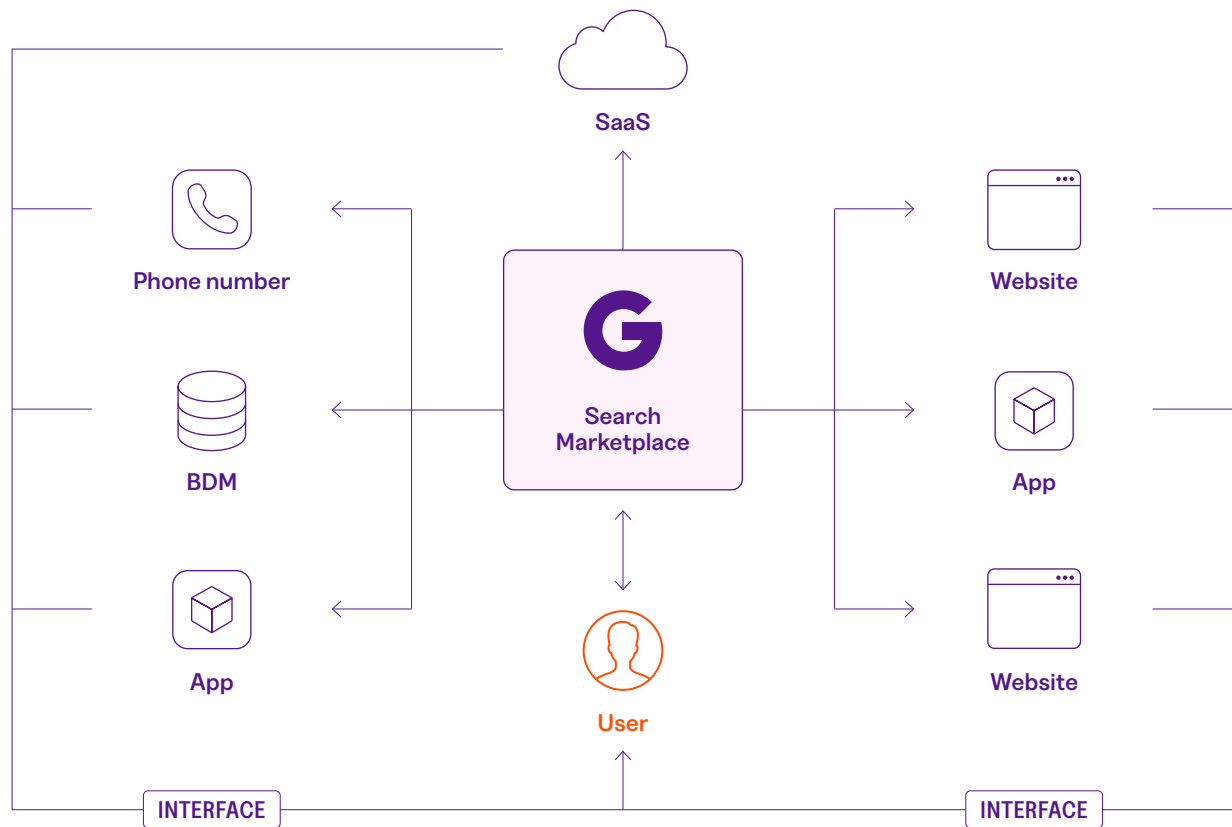 SaaS
Phone number
Website
G
Search
Marketplace
BDM
App
App
User
Website
INTERFACE
INTERFACE